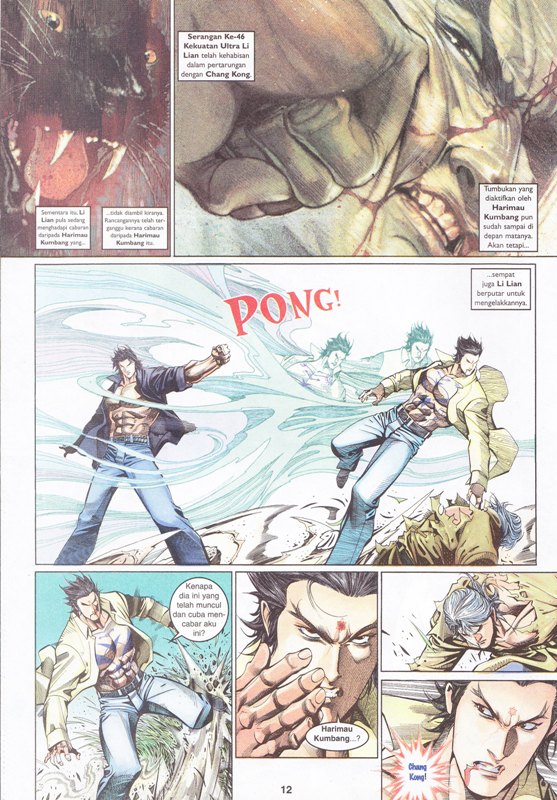 Serangan Ke-46
Kekuatan Ultra Li
Lian telah kehabisan
dalam pertarungan
dengan Chang Kong.
Sementara itu, Li
Lian pula sedang
menghadapi cabaran
daripada Harimau
Kumbang yang...
...tidak diambil kiranya.
Rancangannya telah ter-
ganggu kerana cabaran
daripada Harimau
Kumbang itu.
Tumbukan yang
diaktifkan oleh
Harimau
Kumbang pun
sudah sampai di
depan matanya.
Akan tetapi...
...sempat
juga Li Lian
berputar untuk
mengelakkannya.
PONG!
Kenapa
dia ini yang
telah muncul
dan cuba men-
cabar aku
ini?
Harimau
Kumbang...?
Chang
Kong!
12